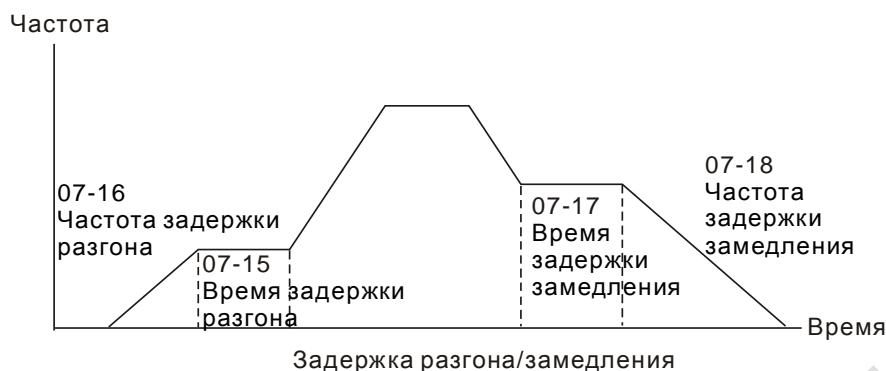 Частота
07-16
Частота задержки
разгона
07-15
Время задержки
разгона
07-17
Время
задержки
замедления
07-18
Частота
задержки
замедления
Время
Задержка разгона/замедления